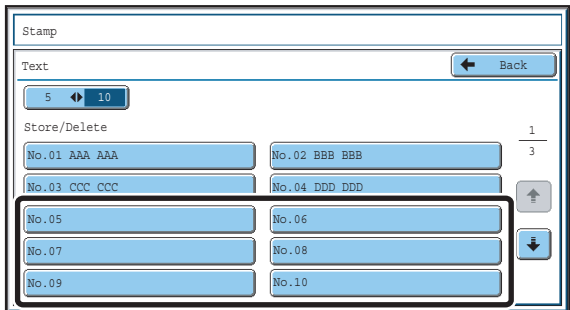 Stamp
Text
Back
5 10
Store/Delete
1
3
No.01 AAA AAA
No.02 BBB BBB
No.03 CCC CCC
No.04 DDD DDD
No.05
No.06
No.07
No.08
No.09
No.10